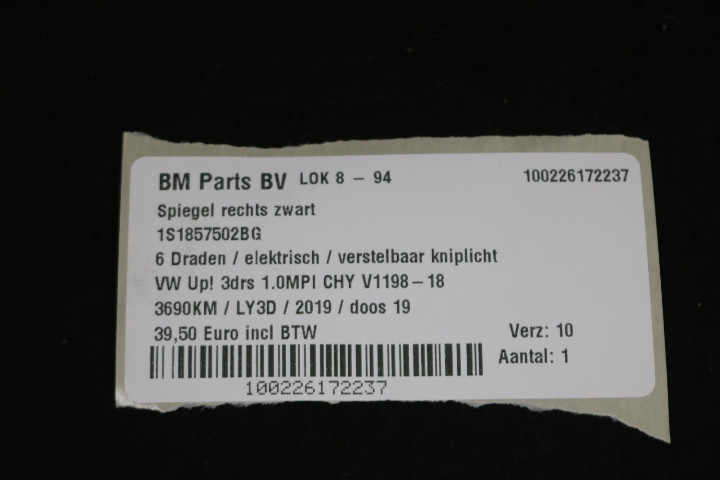 BM Parts BV LOK 8 – 94 100226172237
Spiegel rechts zwart
1S1857502BG
6 Draden / elektrisch / verstelbaar kniplicht
VW Up! 3drs 1.0MPI CHY V1198–18
3690KM / LY3D / 2019 / doos 19
39,50 Euro incl BTW Verz: 10
Aantal: 1
100226172237